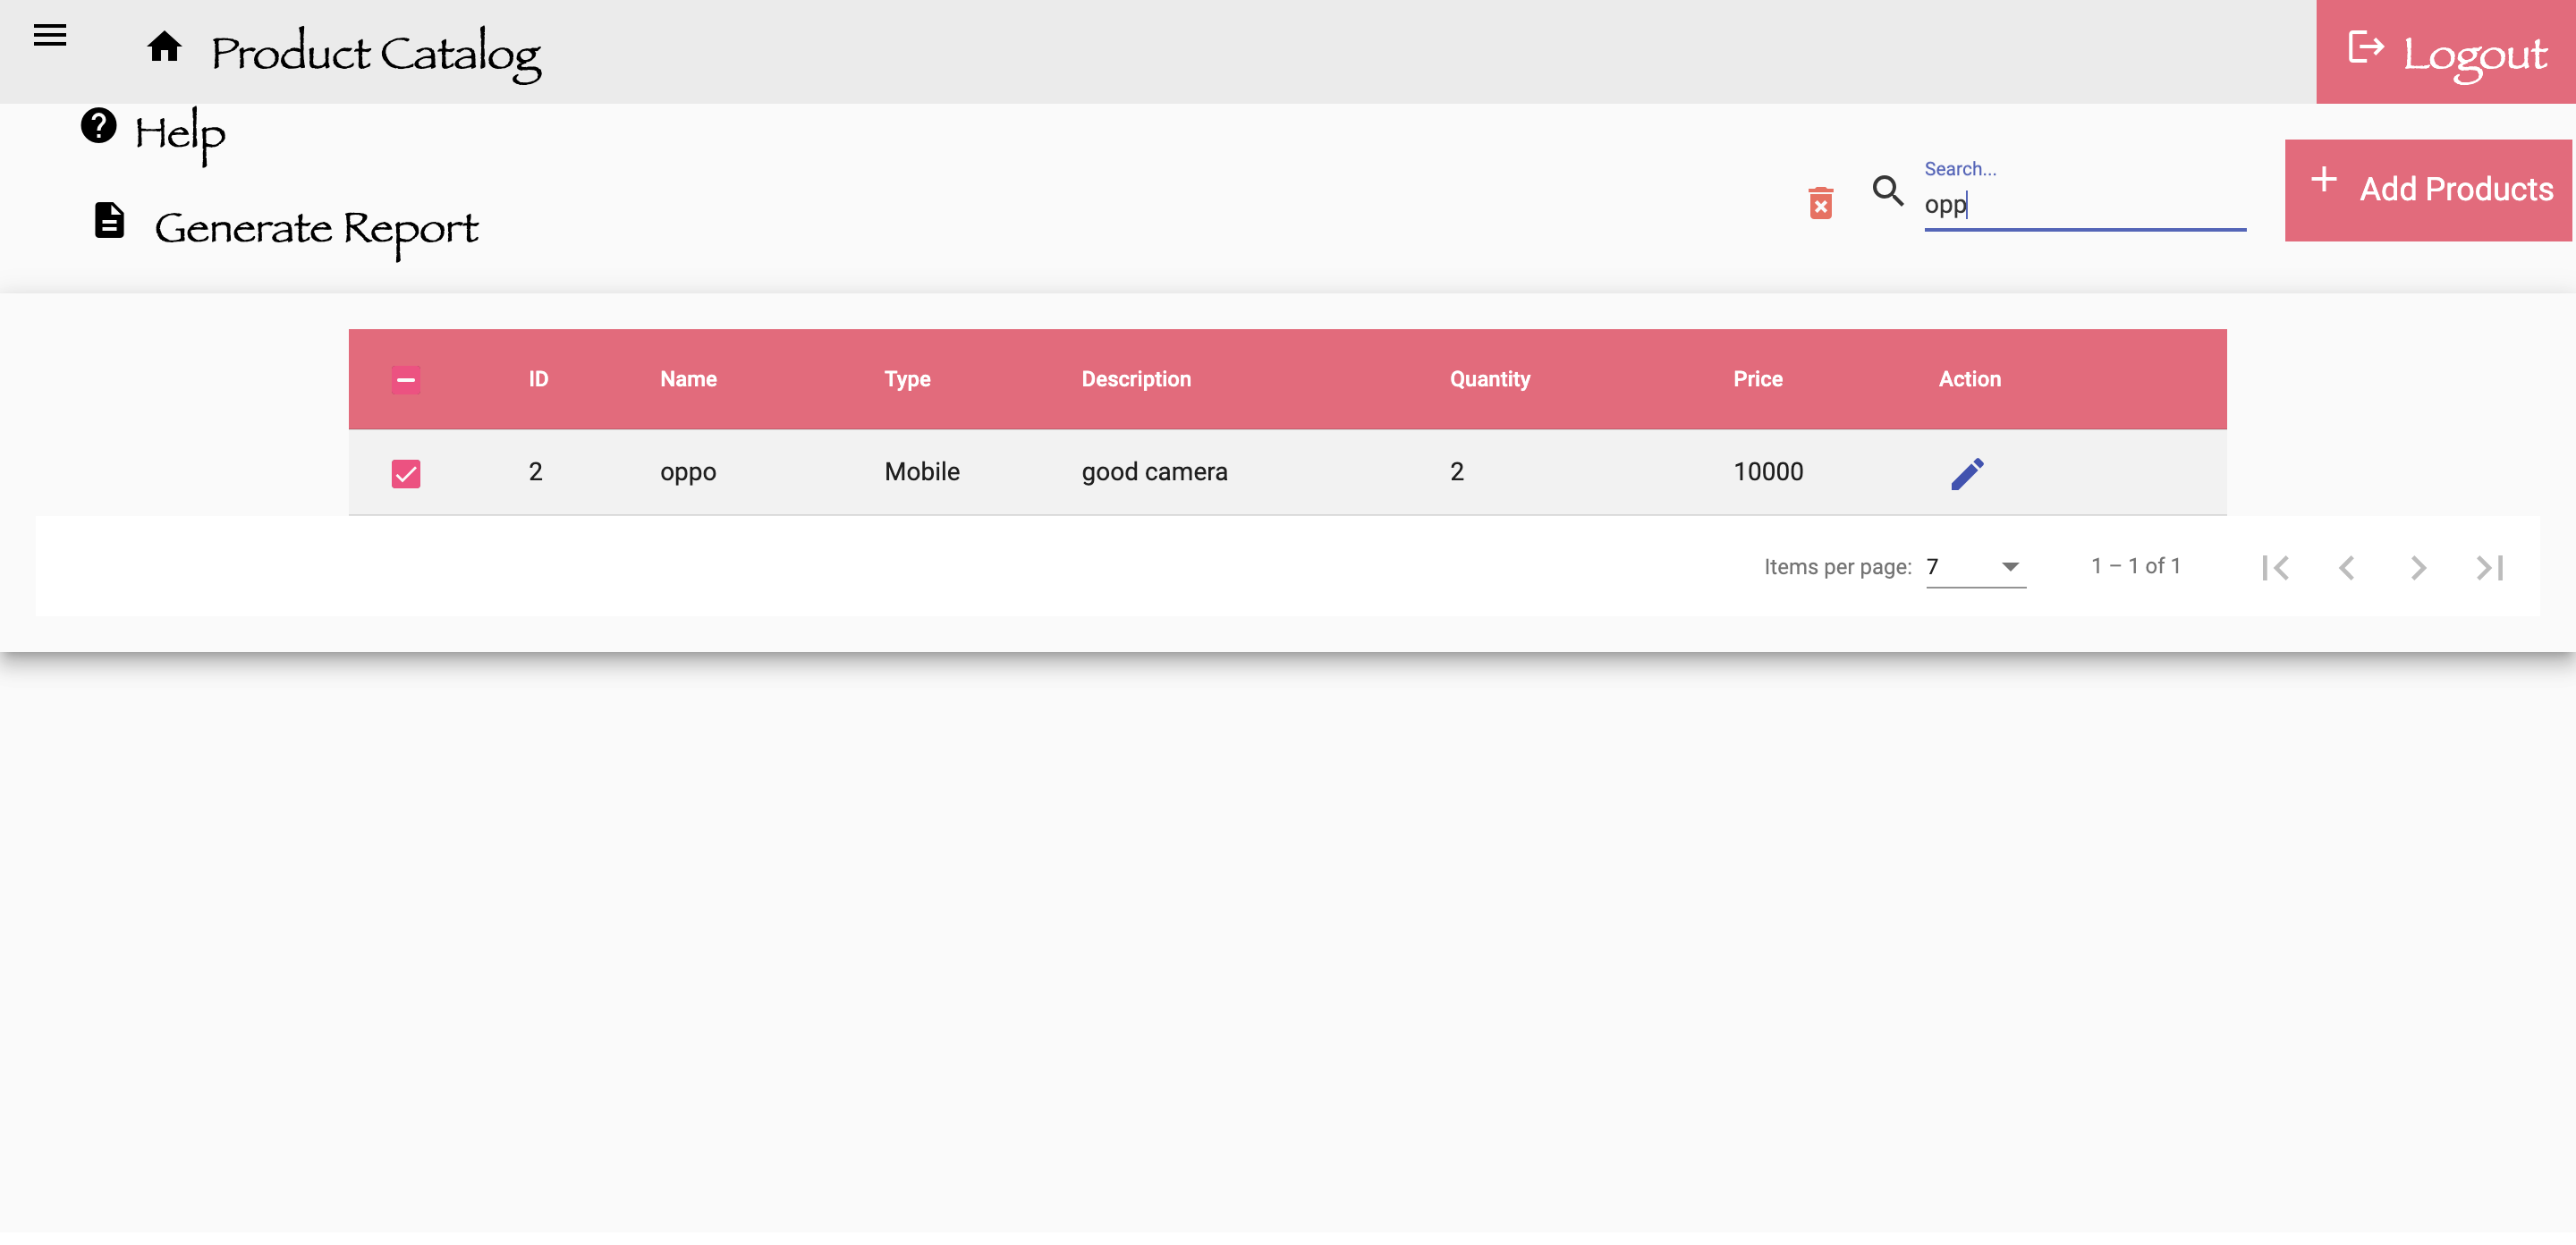 Product Catalog
Logout
Help
Search...
opp
Add Products
Generate Report
ID Name Type Description Quantity Price Action
2 oppo Mobile good camera 2 10000
Items per page: 7 1 – 1 of 1